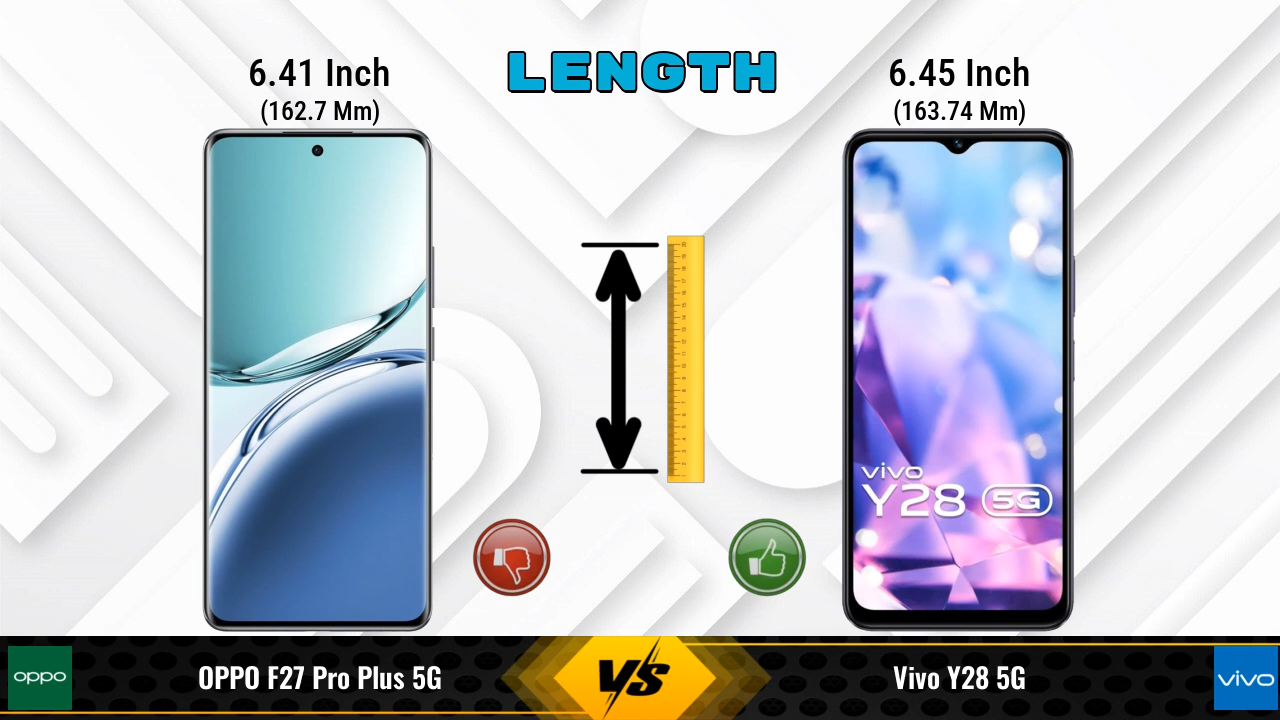 LENGTH
6.41 Inch
(162.7 Mm)
6.45 Inch
(163.74 Mm)
vivo
Y28 5G
oppo
OPPO F27 Pro Plus 5G
VS
Vivo Y28 5G
vivo